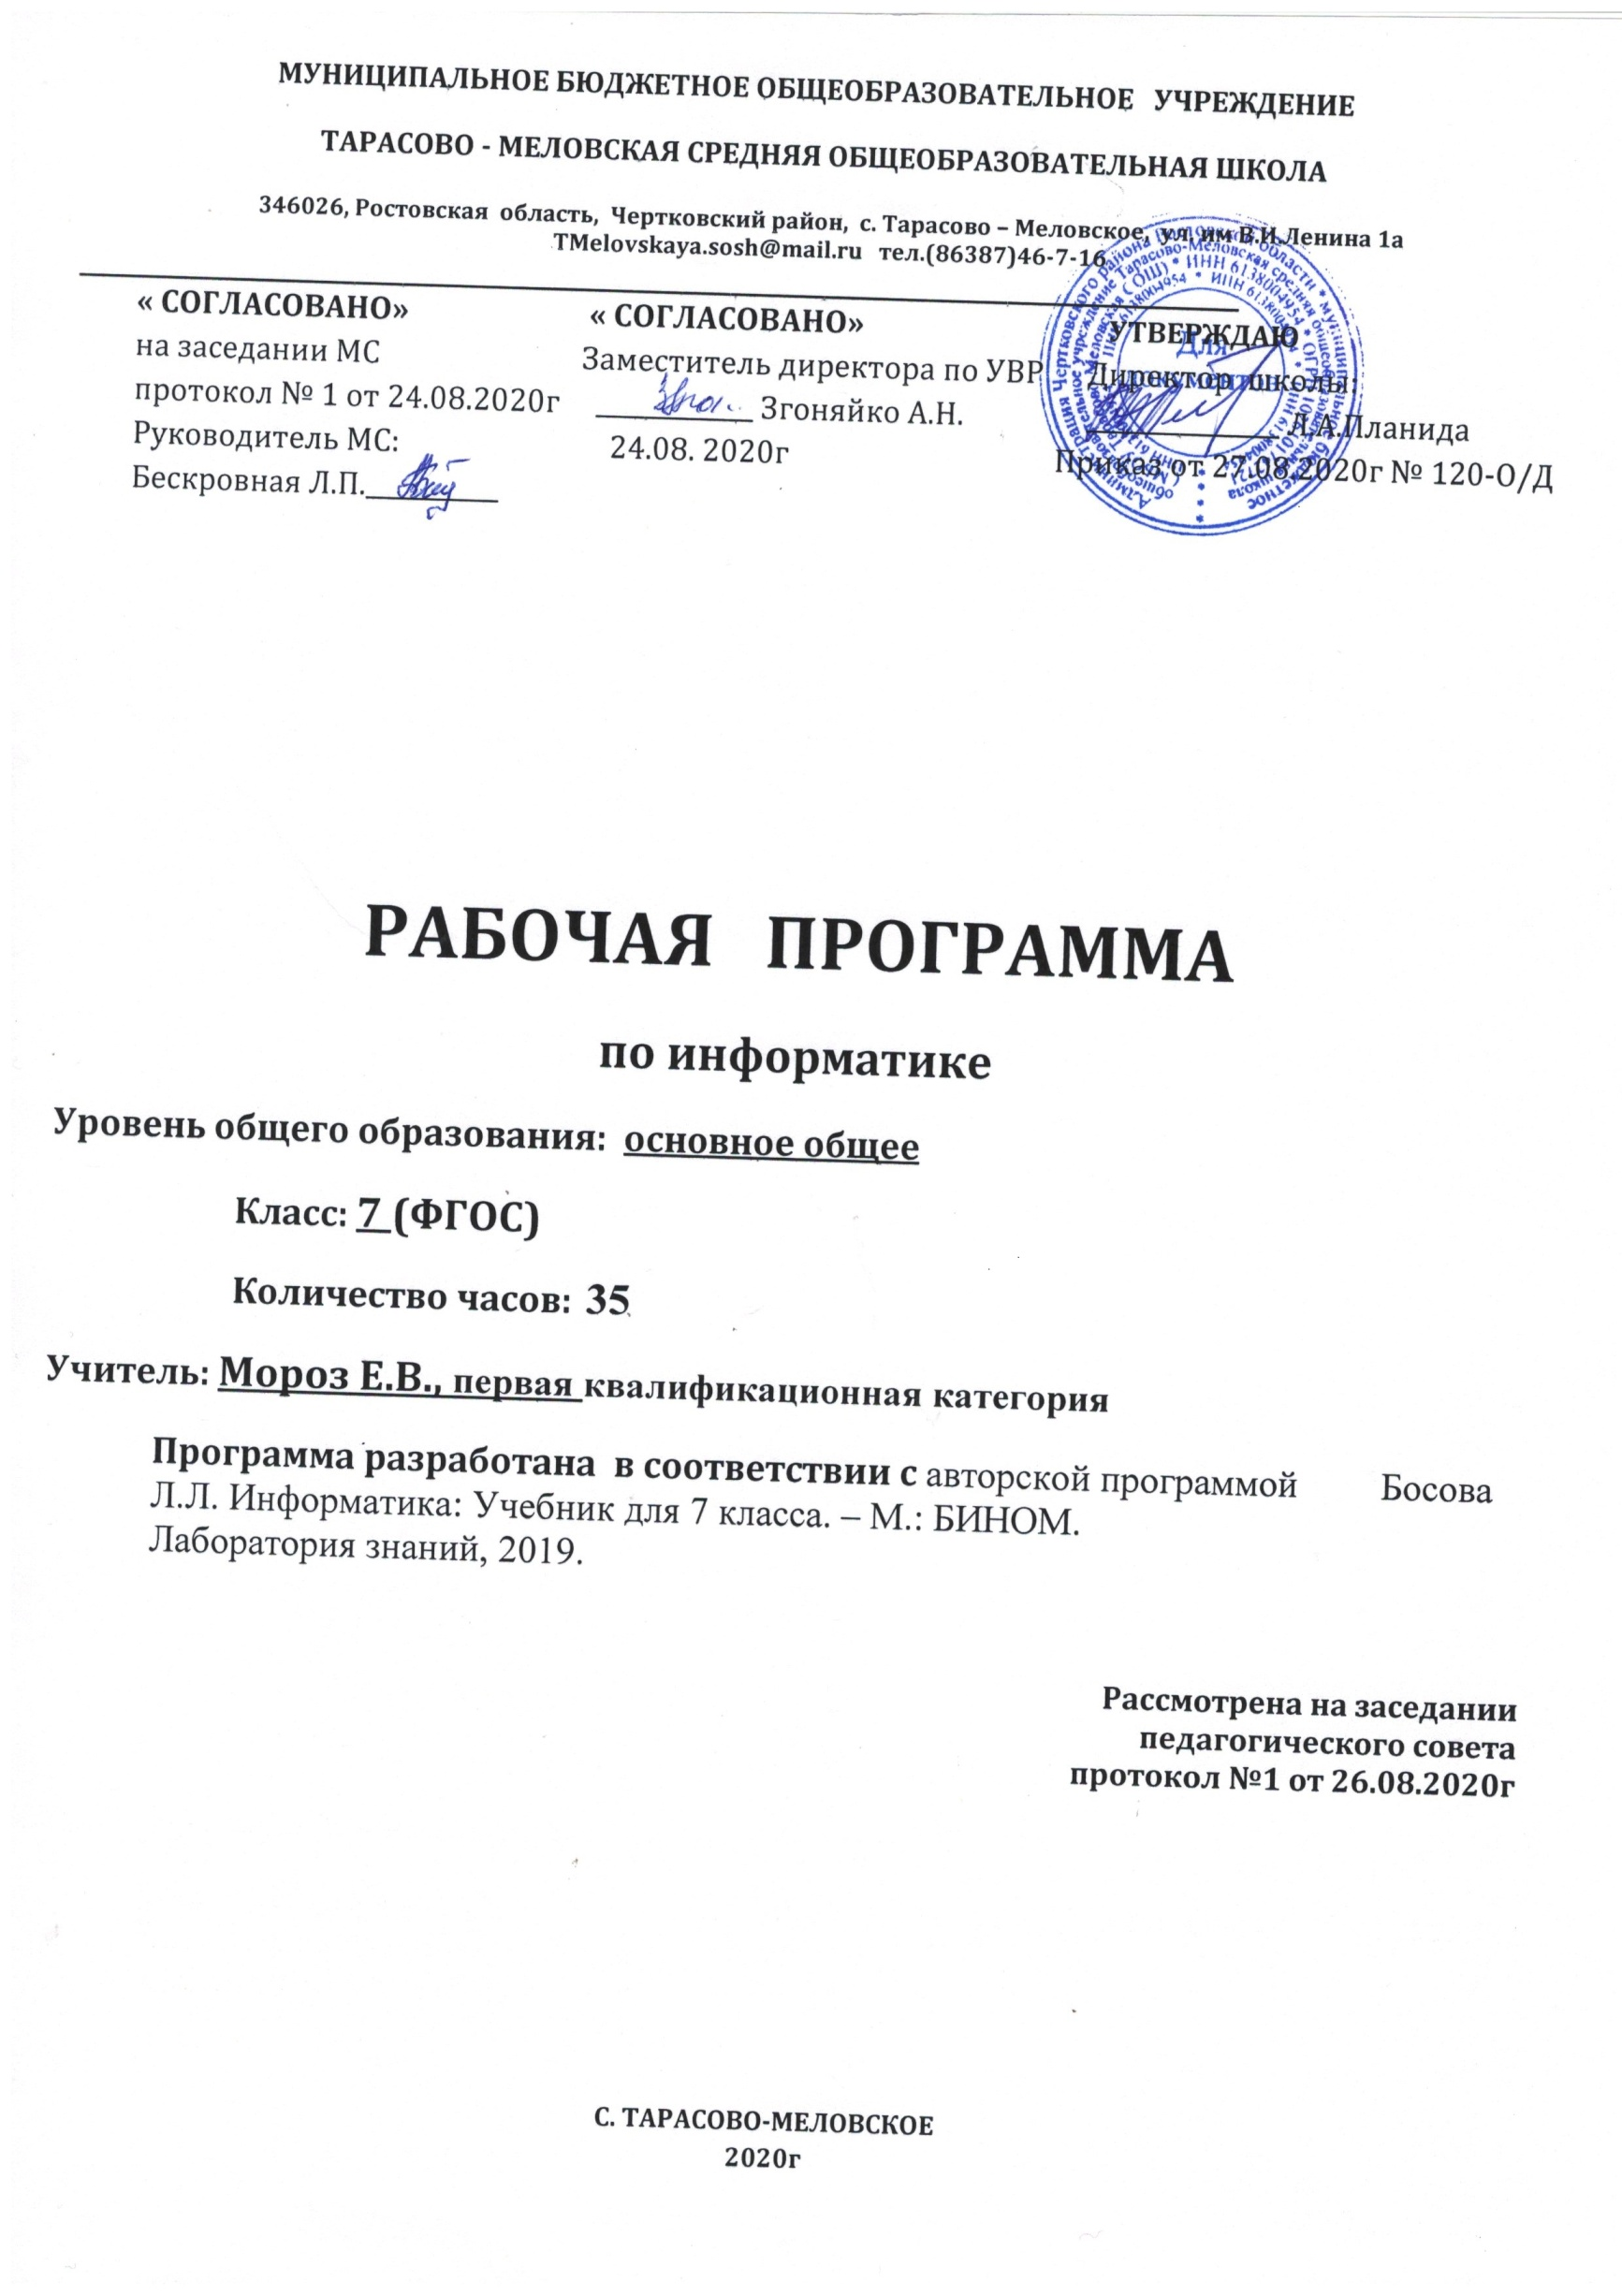 МУНИЦИПАЛЬНОЕ БЮДЖЕТНОЕ ОБЩЕОБРАЗОВАТЕЛЬНОЕ УЧРЕЖДЕНИЕ
ТАРАСОВО - МЕЛОВСКАЯ СРЕДНЯЯ ОБЩЕОБРАЗОВАТЕЛЬНАЯ ШКОЛА
346026, Ростовская область, Чертковский район, с. Тарасово – Меловское, ул. им В.И.Ленина 1а
TMelovskaya.sosh@mail.ru тел.(86387)46-7-16
« СОГЛАСОВАНО»
на заседании МС
протокол № 1 от 24.08.2020г
Руководитель МС:
Бескровная Л.П.
« СОГЛАСОВАНО»
Заместитель директора по УВР
Згоняйко А.Н.
24.08. 2020г
УТВЕРЖДАЮ
Директор школы:
Л.А.Планида
Приказ от 27.08.2020г № 120-О/Д
Для
документов
РАБОЧАЯ ПРОГРАММА
по информатике
Уровень общего образования: основное общее
Класс: 7 (ФГОС)
Количество часов: 35
Учитель: Мороз Е.В., первая квалификационная категория
Программа разработана в соответствии с авторской программой Босова
Л.Л. Информатика: Учебник для 7 класса. – М.: БИНОМ.
Лаборатория знаний, 2019.
Рассмотрена на заседании
педагогического совета
протокол №1 от 26.08.2020г
С. ТАРАСОВО-МЕЛОВСКОЕ
2020г